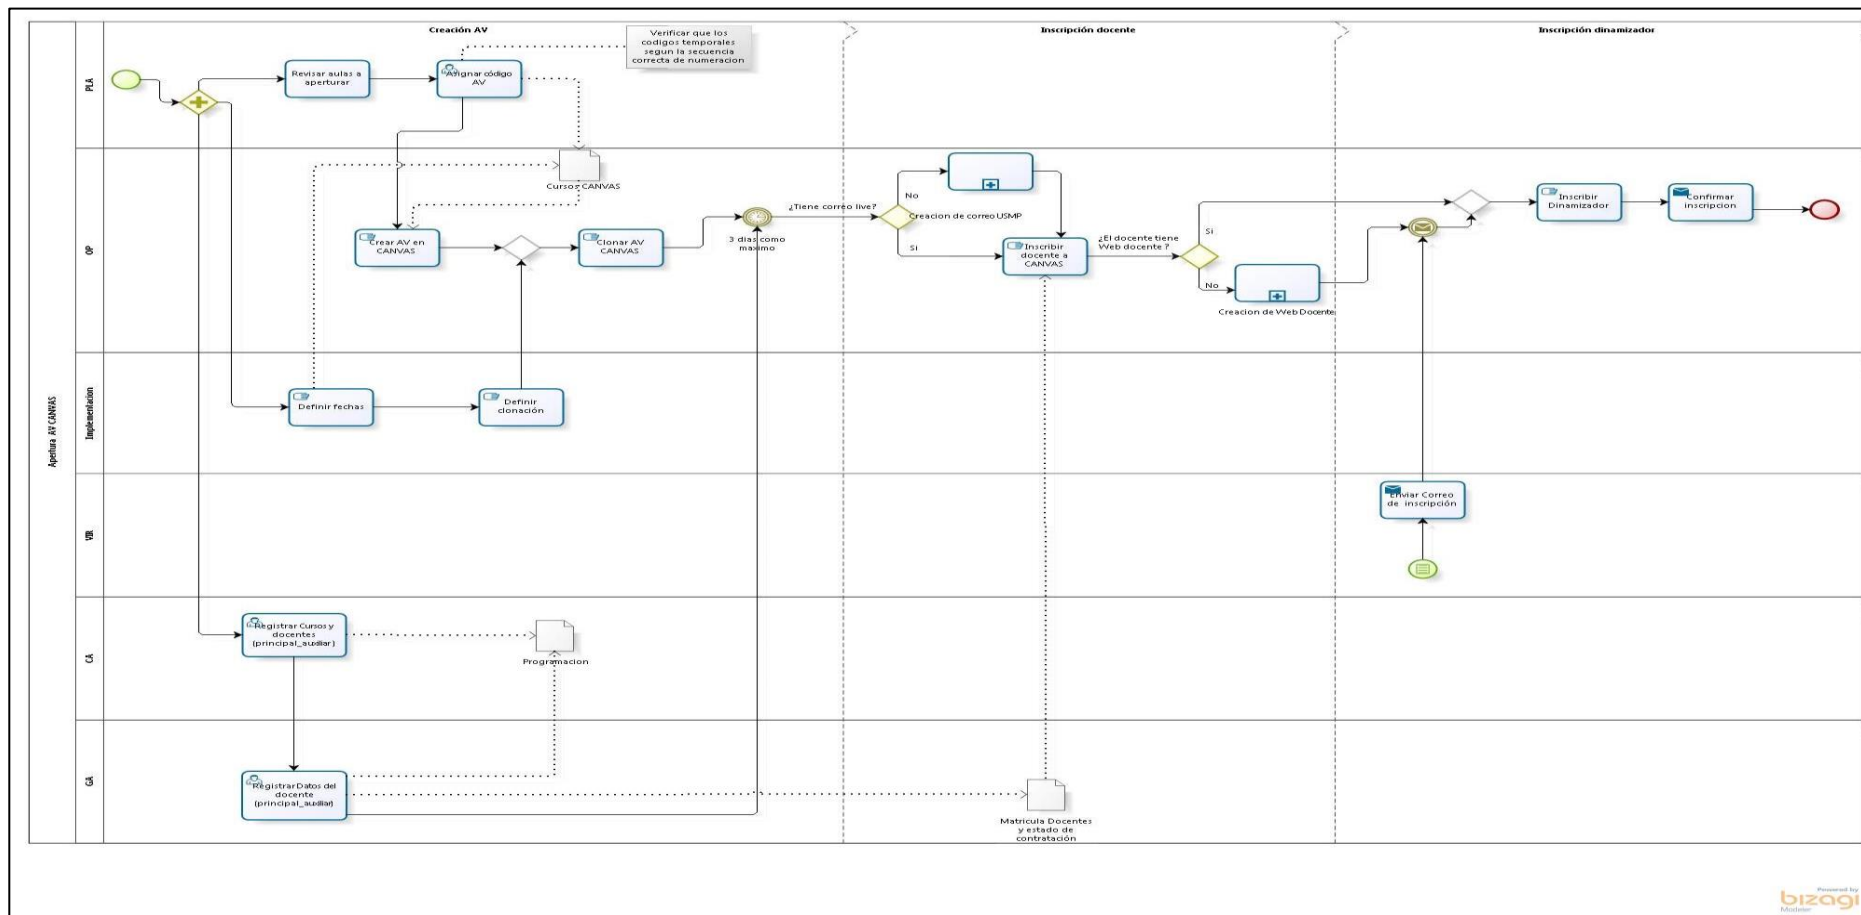 Creación AV
Inscripción docente
Inscripción dinamizador
Apertura AV CANVAS
PLA
Verificar que los
codigos temporales
segun la secuencia
correcta de numeracion
Revisar aulas a
aperturar
Asignar código
AV
OP
Cursos CANVAS
Crear AV en
CANVAS
Clonar AV
CANVAS
3 dias como
maximo
¿Tiene correo live?
No
Creacion de correo USMP
Si
Inscribir
docente a
CANVAS
¿El docente tiene
Web docente ?
Si
No
Creacion de Web Docente
Inscribir
Dinamizador
Confirmar
inscripcion
Implementacion
Definir fechas
Definir
clonación
VIR
Enviar Correo
de inscripción
CA
Registrar Cursos y
docentes
(principal_auxiliar)
Programacion
GA
Registrar Datos del
docente
(principal_auxiliar)
Matricula Docentes
y estado de
contratación
Powered by
bizagi
Modeler